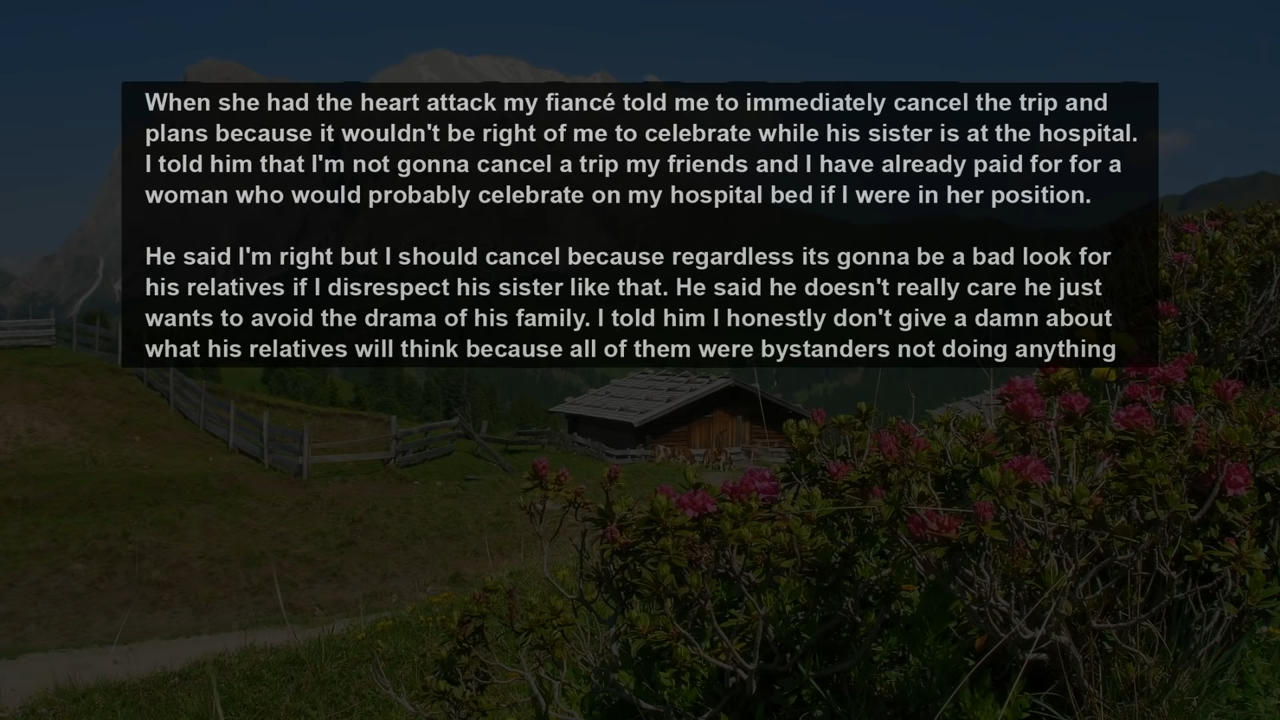 When she had the heart attack my fiancé told me to immediately cancel the trip and
plans because it wouldn't be right of me to celebrate while his sister is at the hospital.
I told him that I'm not gonna cancel a trip my friends and I have already paid for for a
woman who would probably celebrate on my hospital bed if I were in her position.
He said I'm right but I should cancel because regardless its gonna be a bad look for
his relatives if I disrespect his sister like that. He said he doesn't really care he just
wants to avoid the drama of his family. I told him I honestly don't give a damn about
what his relatives will think because all of them were bystanders not doing anything